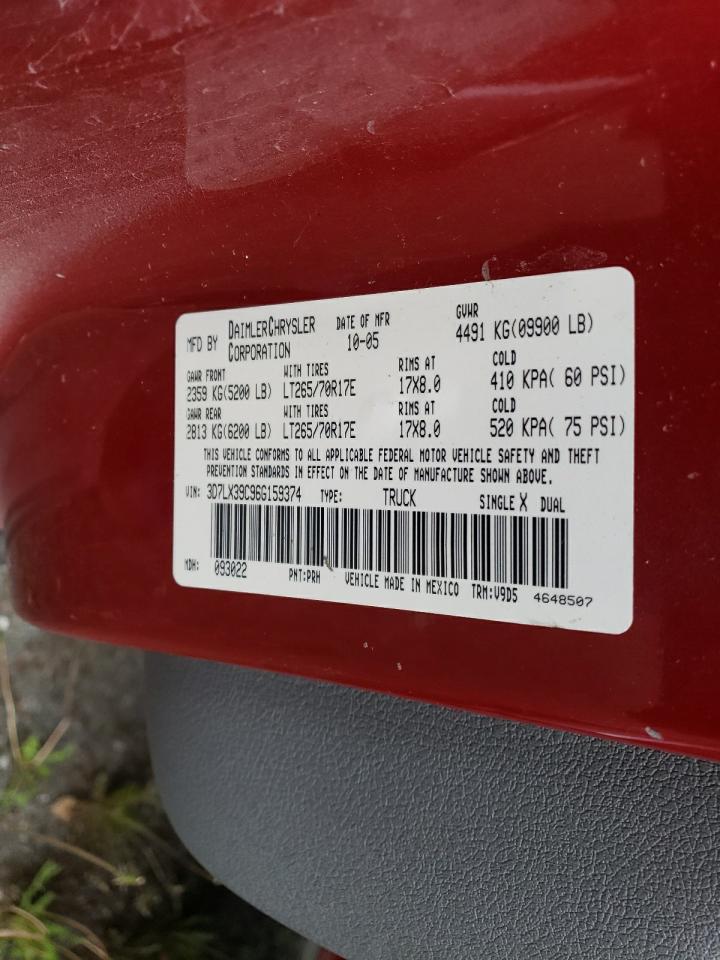 MFD BY DAIMLERCHRYSLER CORPORATION DATE OF MFR 10-05 GVWR 4491 KG(09900 LB)
GAWR FRONT WITH TIRES RIMS AT COLD
2359 KG(5200 LB) LT265/70R17E 17X8.0 410 KPA( 60 PSI)
GAWR REAR WITH TIRES RIMS AT COLD
2813 KG(6200 LB) LT265/70R17E 17X8.0 520 KPA( 75 PSI)
THIS VEHICLE CONFORMS TO ALL APPLICABLE FEDERAL MOTOR VEHICLE SAFETY AND THEFT
PREVENTION STANDARDS IN EFFECT ON THE DATE OF MANUFACTURE SHOWN ABOVE.
VIN: 3D7LX39C96G159374 TYPE: TRUCK SINGLE X DUAL
MDH: 093022 PNT:PRH VEHICLE MADE IN MEXICO TRM:V9D5 4648507